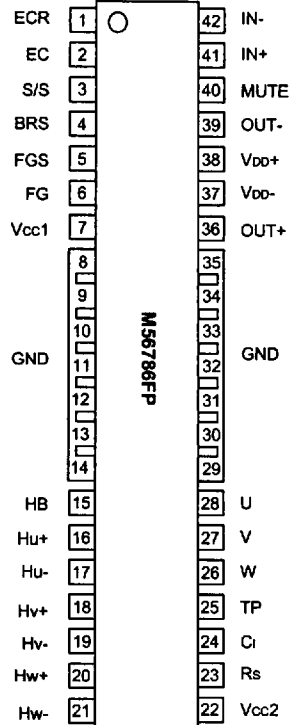 ECR 1 42 IN-
EC 2 41 IN+
S/S 3 40 MUTE
BRS 4 39 OUT-
FGS 5 38 VDD+
FG 6 37 VDD-
Vcc1 7 36 OUT+
8 35
9 34
10 33
GND 11 32 GND
12 31
13 30
14 29
M56786FP
HB 15 28 U
Hu+ 16 27 V
Hu- 17 26 W
Hv+ 18 25 TP
Hv- 19 24 CI
Hw+ 20 23 Rs
Hw- 21 22 Vcc2